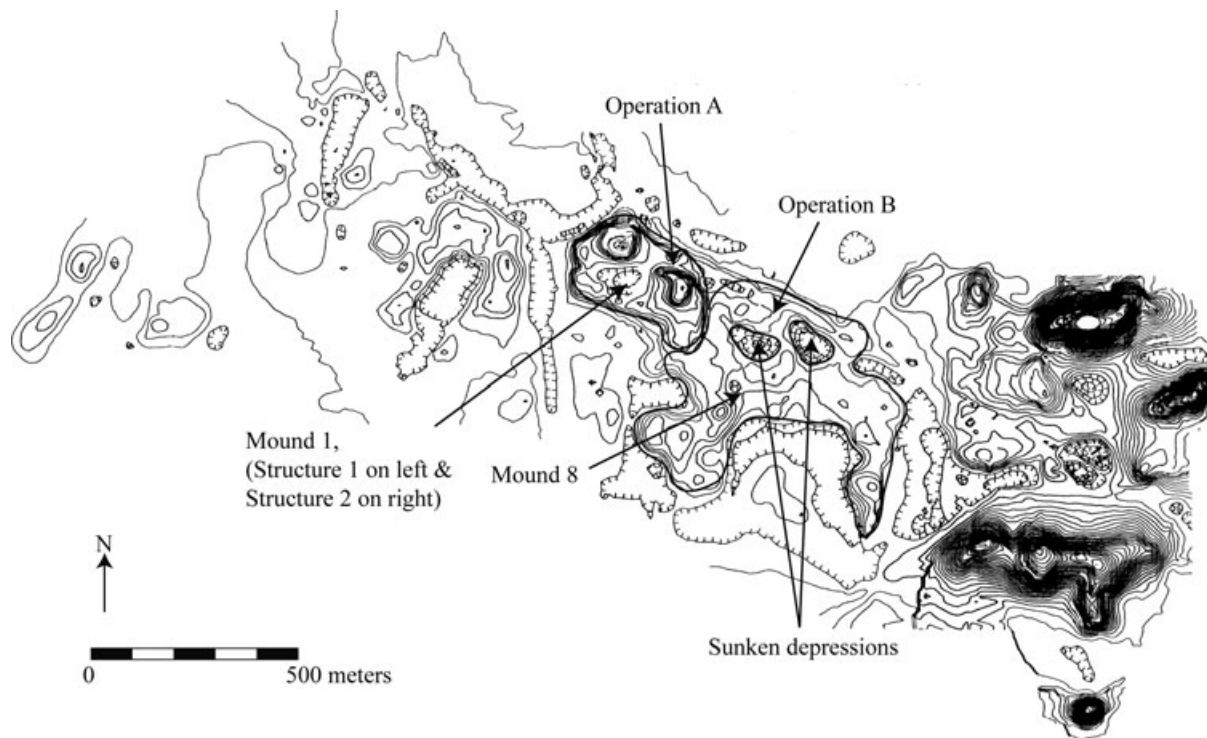 Operation A
Operation B
Mound 1,
(Structure 1 on left &
Structure 2 on right)
Mound 8
N
Sunken depressions
0
500 meters